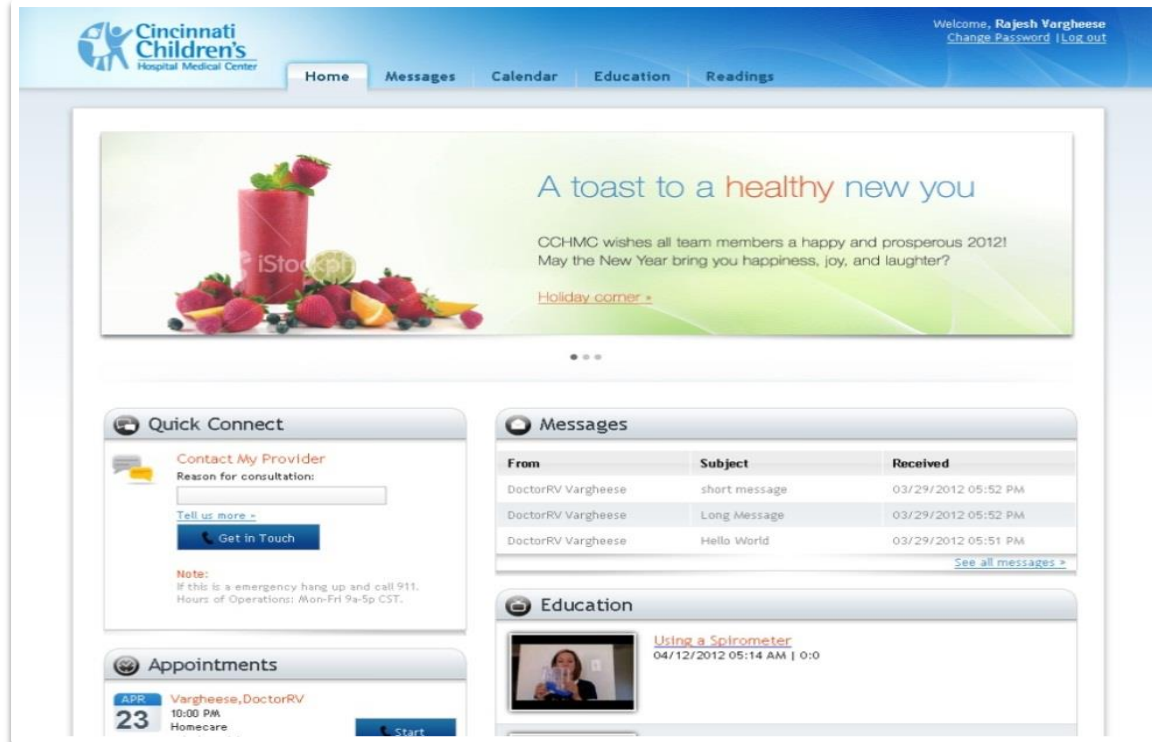 Cincinnati
Children's
Hospital Medical Center
Welcome, Rajesh Vargheese
Change Password | Log out
Home Messages Calendar Education Readings
A toast to a healthy new you
CCHMC wishes all team members a happy and prosperous 2012!
May the New Year bring you happiness, joy, and laughter?
iStockph
Holiday corner »
Quick Connect
Contact My Provider
Reason for consultation:
Tell us more »
Get in Touch
Note:
If this is a emergency hang up and call 911.
Hours of Operations: Mon-Fri 9a-5p CST.
Appointments
APR
23
Vargheese,DoctorRV
10:00 PM
Homecare
Start
Messages
From Subject Received
DoctorRV Vargheese short message 03/29/2012 05:52 PM
DoctorRV Vargheese Long Message 03/29/2012 05:52 PM
DoctorRV Vargheese Hello World 03/29/2012 05:51 PM
See all messages »
Education
Using a Spirometer
04/12/2012 05:14 AM | 0:0